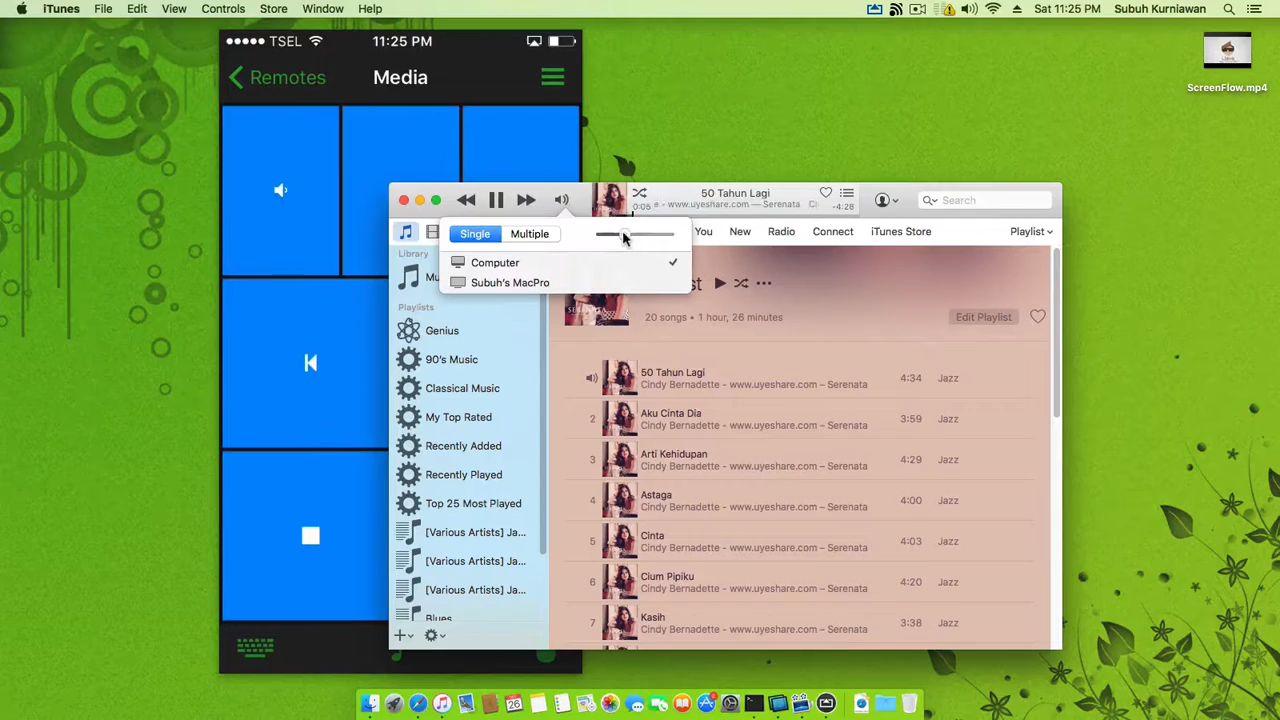 iTunes File Edit View Controls Store Window Help Sat 11:25 PM Subuh Kurniawan
ScreenFlow.mp4
TSEL 11:25 PM
Remotes Media
50 Tahun Lagi
0:05 e - www.uyeshare.com — Serenata -4:28
Search
Single Multiple
Computer
Subuh's MacPro
You New Radio Connect iTunes Store Playlist
Library
Playlists
Genius
90's Music
Classical Music
My Top Rated
Recently Added
Recently Played
Top 25 Most Played
[Various Artists] Ja...
[Various Artists] Ja...
[Various Artists] Ja...
Blues
20 songs • 1 hour, 26 minutes
Edit Playlist
50 Tahun Lagi
Cindy Bernadette - www.uyeshare.com – Serenata
4:34 Jazz
2 Aku Cinta Dia
Cindy Bernadette - www.uyeshare.com – Serenata
3:59 Jazz
3 Arti Kehidupan
Cindy Bernadette - www.uyeshare.com – Serenata
4:29 Jazz
4 Astaga
Cindy Bernadette - www.uyeshare.com – Serenata
4:00 Jazz
5 Cinta
Cindy Bernadette - www.uyeshare.com – Serenata
4:03 Jazz
6 Cium Pipiku
Cindy Bernadette - www.uyeshare.com – Serenata
4:20 Jazz
7 Kasih
Cindy Bernadette - www.uyeshare.com – Serenata
3:38 Jazz